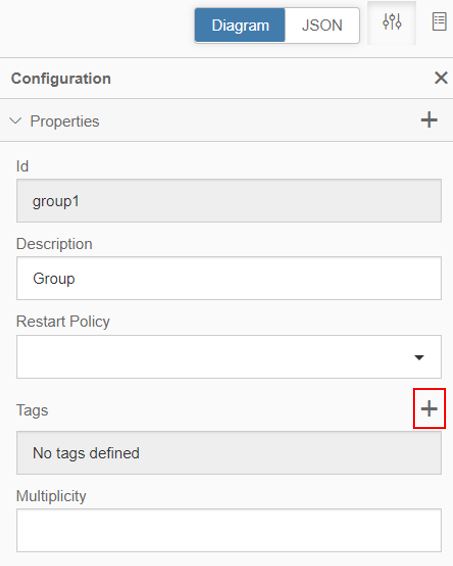 Diagram JSON
Configuration
Properties
Id
group1
Description
Group
Restart Policy
Tags
No tags defined
Multiplicity